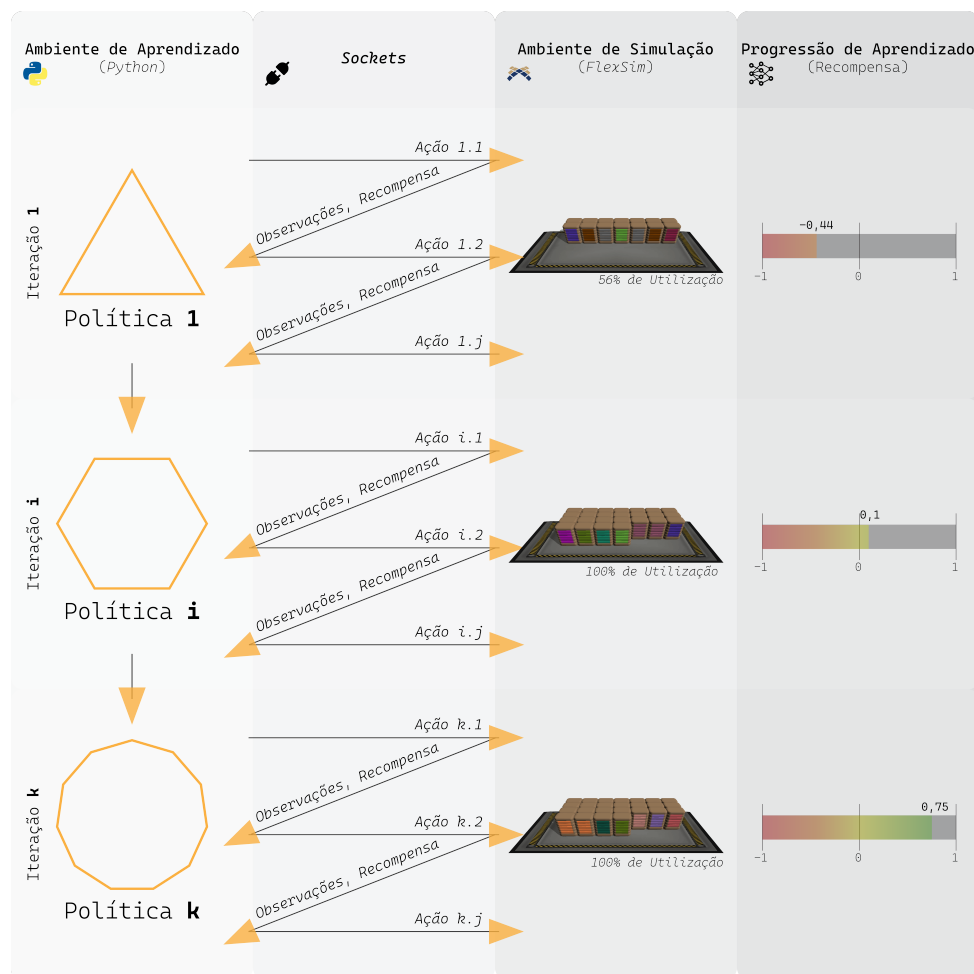 Ambiente de Aprendizado
(Python)
Sockets
Ambiente de Simulação
(FlexSim)
Progressão de Aprendizado
(Recompensa)
Iteração 1
Política 1
Ação 1.1
Observações, Recompensa
Ação 1.2
Observações, Recompensa
Ação 1.j
56% de Utilização
-0,44
-1
0
1
Iteração i
Política i
Ação i.1
Observações, Recompensa
Ação i.2
Observações, Recompensa
Ação i.j
100% de Utilização
0,1
-1
0
1
Iteração k
Política k
Ação k.1
Observações, Recompensa
Ação k.2
Observações, Recompensa
Ação k.j
100% de Utilização
0,75
-1
0
1